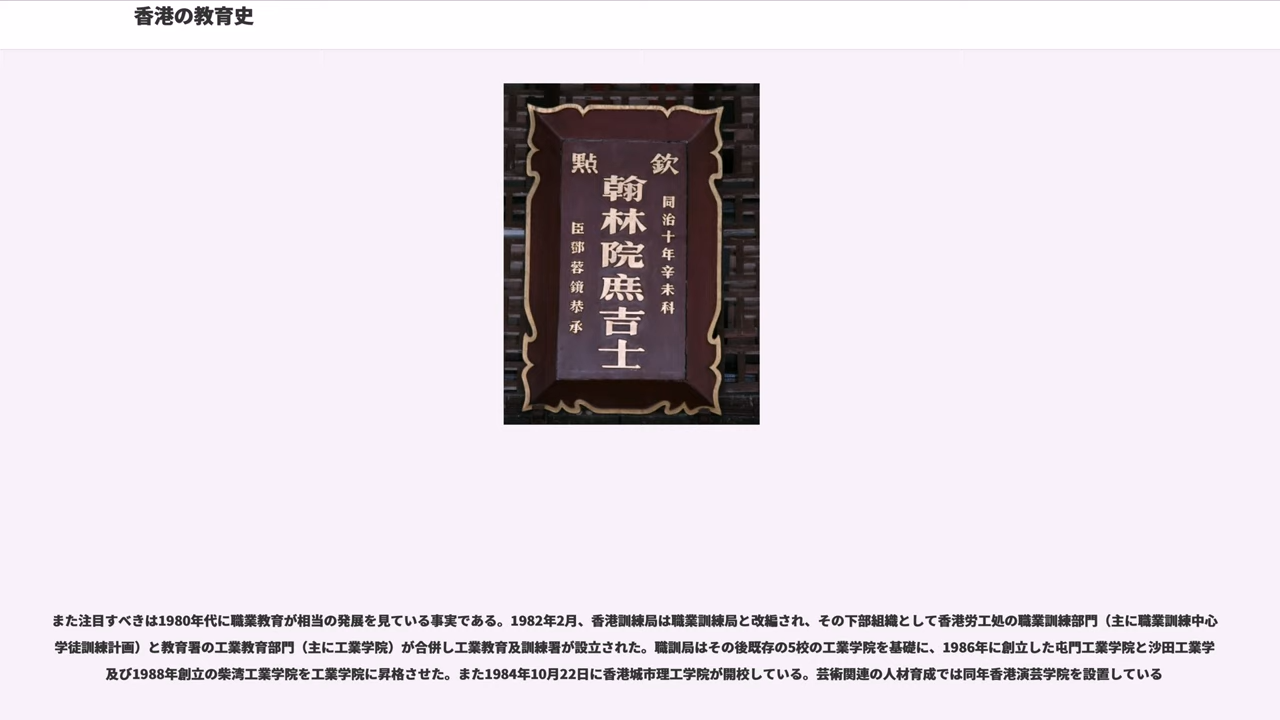 香港の教育史
欽點
同治十年辛未科
翰林院庶吉士
臣鄧蓉鏡恭承
また注目すべきは1980年代に職業教育が相当の発展を見ている事実である。1982年2月、香港訓練局は職業訓練局と改編され、その下部組織として香港労工処の職業訓練部門（主に職業訓練中心
学徒訓練計画）と教育署の工業教育部門（主に工業学院）が合併し工業教育及訓練署が設立された。職訓局はその後既存の5校の工業学院を基礎に、1986年に創立した屯門工業学院と沙田工業学
及び1988年創立の柴湾工業学院を工業学院に昇格させた。また1984年10月22日に香港城市理工学院が開校している。芸術関連の人材育成では同年香港演芸学院を設置している